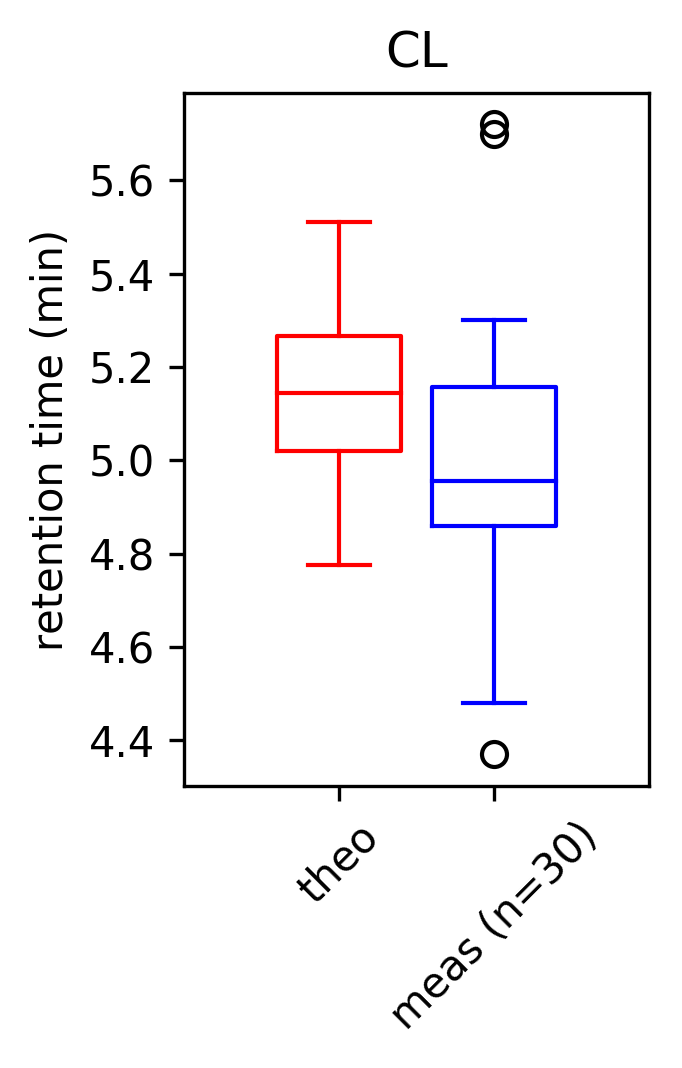 CL
retention time (min)
5.6
5.4
5.2
5.0
4.8
4.6
4.4
theo
meas (n=30)